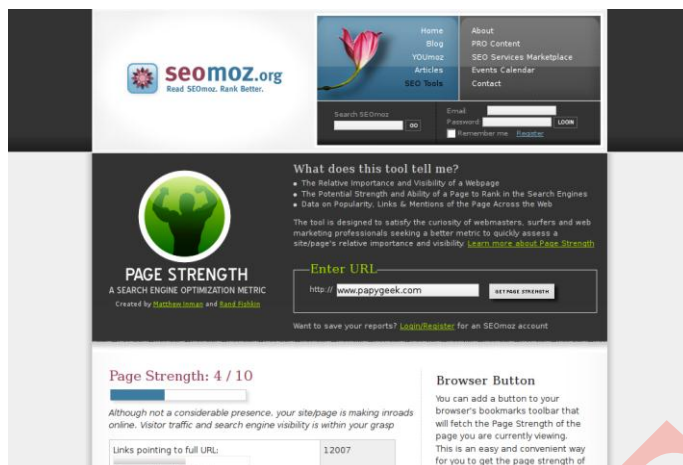 seomoz.org
Read SEOmoz. Rank Better.
Home
Blog
YOUmoz
Articles
SEO Tools
About
PRO Content
SEO Services Marketplace
Events Calendar
Contact
Search SEOmoz
GO
Email
Password
LOGIN
Remember me Register
PAGE STRENGTH
A SEARCH ENGINE OPTIMIZATION METRIC
Created by Matthew Inman and Rand Fishkin
What does this tool tell me?
The Relative Importance and Visibility of a Webpage
The Potential Strength and Ability of a Page to Rank in the Search Engines
Data on Popularity, Links & Mentions of the Page Across the Web
The tool is designed to satisfy the curiosity of webmasters, surfers and web
marketing professionals seeking a better metric to quickly assess a
site/page's relative importance and visibility. Learn more about Page Strength
Enter URL
http:// www.papygeek.com
GET PAGE STRENGTH
Want to save your reports? Login/Register for an SEOmoz account
Page Strength: 4 / 10
Although not a considerable presence, your site/page is making inroads
online. Visitor traffic and search engine visibility is within your grasp
Links pointing to full URL: 12007
Browser Button
You can add a button to your
browser's bookmarks toolbar that
will fetch the Page Strength of the
page you are currently viewing.
This is an easy and convenient way
for you to get the page strength of